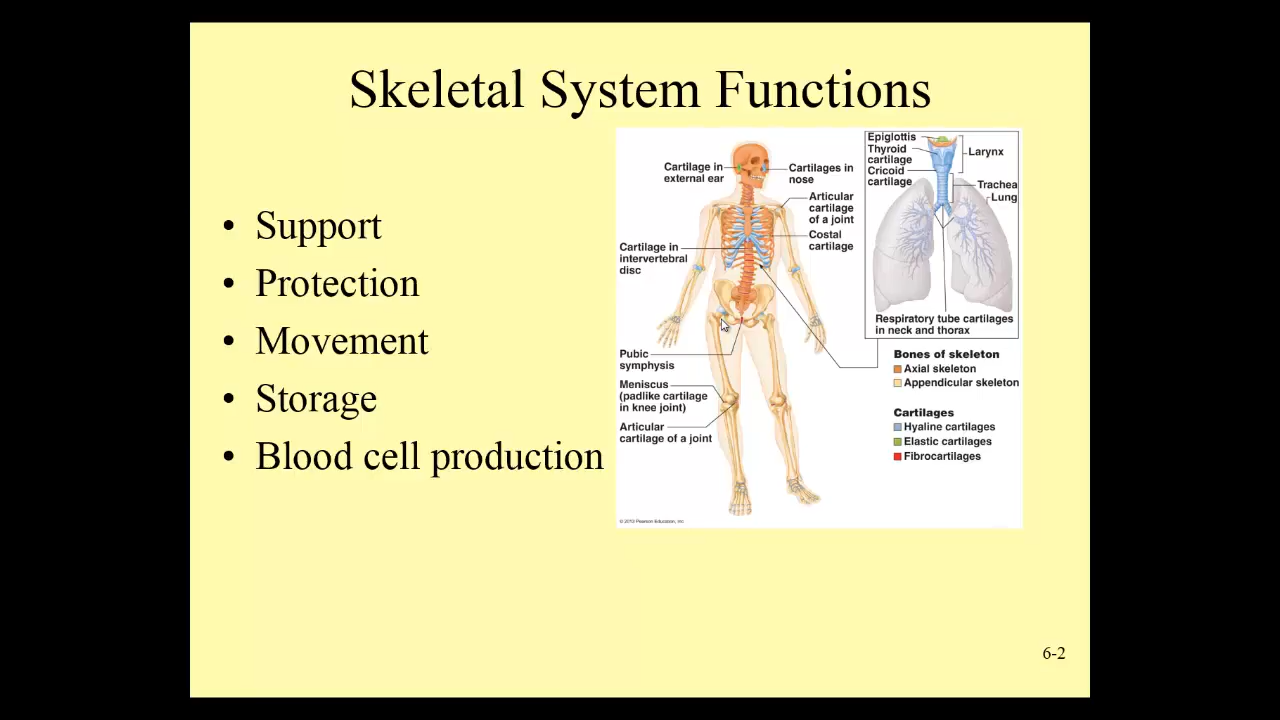 Skeletal System Functions
• Support
• Protection
• Movement
• Storage
• Blood cell production
Cartilage in
external ear
Cartilages in
nose
Articular
cartilage
of a joint
Costal
cartilage
Cartilage in
intervertebral
disc
Pubic
symphysis
Meniscus
(padlike cartilage
in knee joint)
Articular
cartilage of a joint
Epiglottis
Thyroid
cartilage
Cricoid
cartilage
Larynx
Trachea
Lung
Respiratory tube cartilages
in neck and thorax
Bones of skeleton
Axial skeleton
Appendicular skeleton
Cartilages
Hyaline cartilages
Elastic cartilages
Fibrocartilages
© 2012 Pearson Education, Inc.
6-2